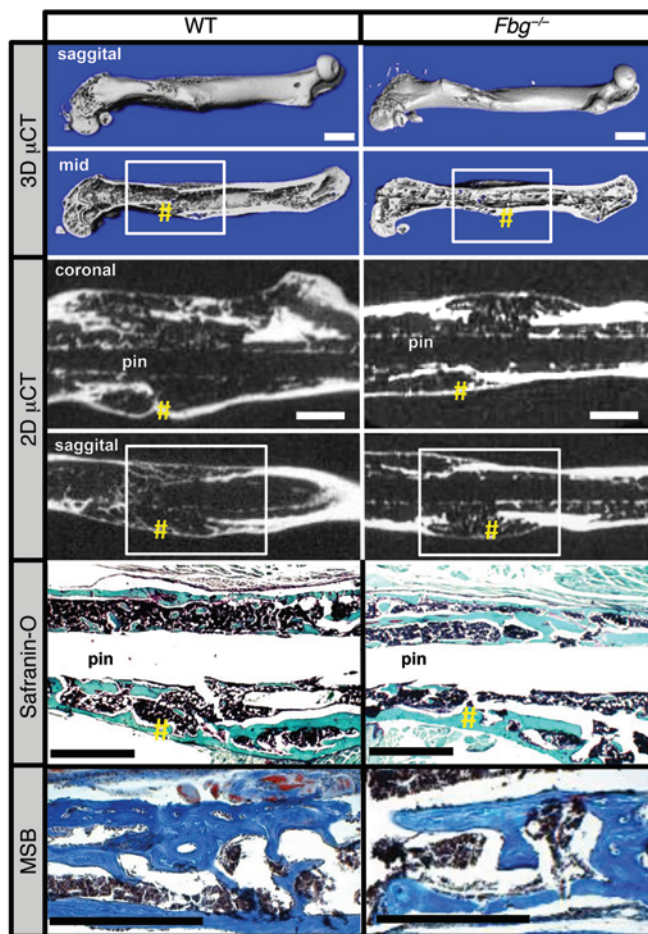 WT Fbg–/–
3D μCT
saggital
mid
# #
2D μCT
coronal
pin pin
# #
saggital
# #
Safranin-O
pin pin
# #
MSB